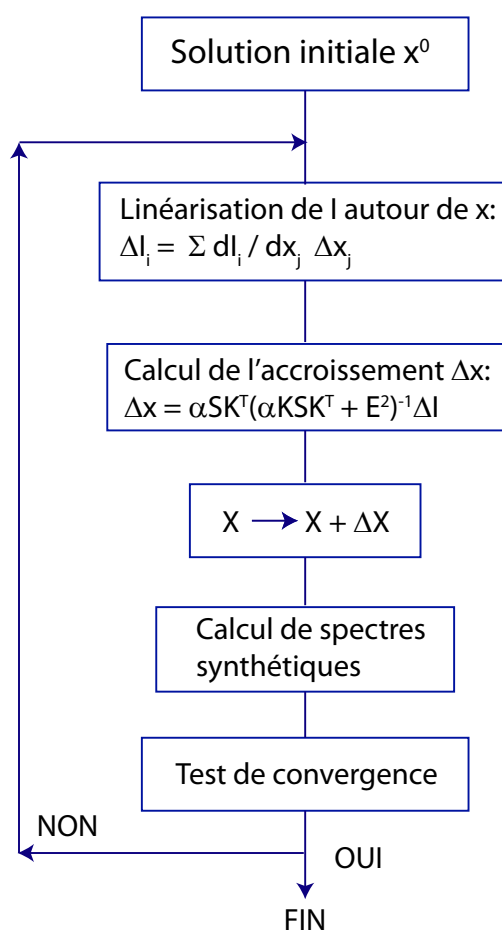 Solution initiale x⁰
Linéarisation de I autour de x:
ΔIᵢ = Σ dIᵢ / dxⱼ Δxⱼ
Calcul de l’accroissement Δx:
Δx = αSKᵀ(αKSKᵀ + E²)⁻¹ΔI
X → X + ΔX
Calcul de spectres
synthétiques
Test de convergence
NON
OUI
FIN